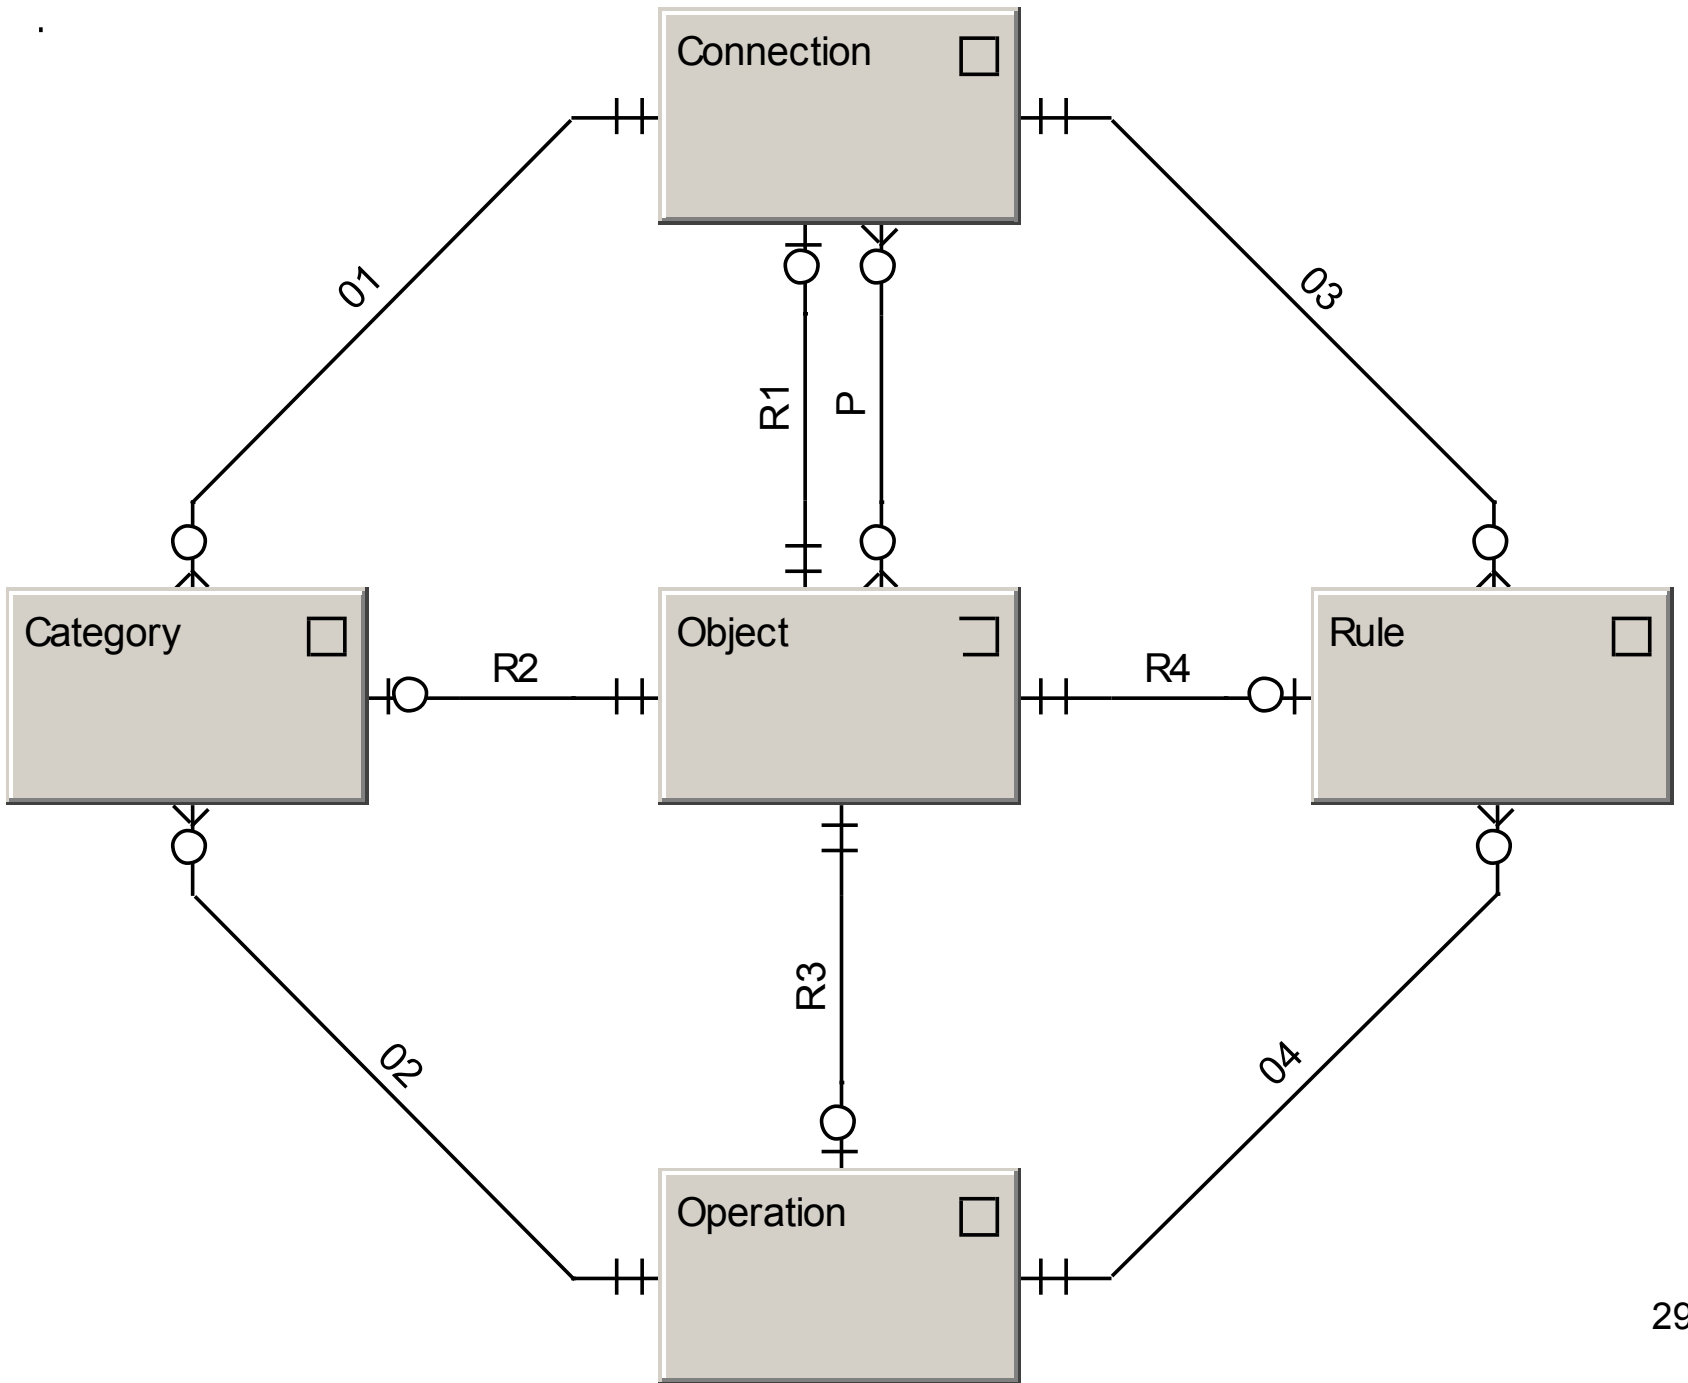 .
Connection
01
03
R1
P
Category
Object
Rule
R2
R4
R3
02
04
Operation
29